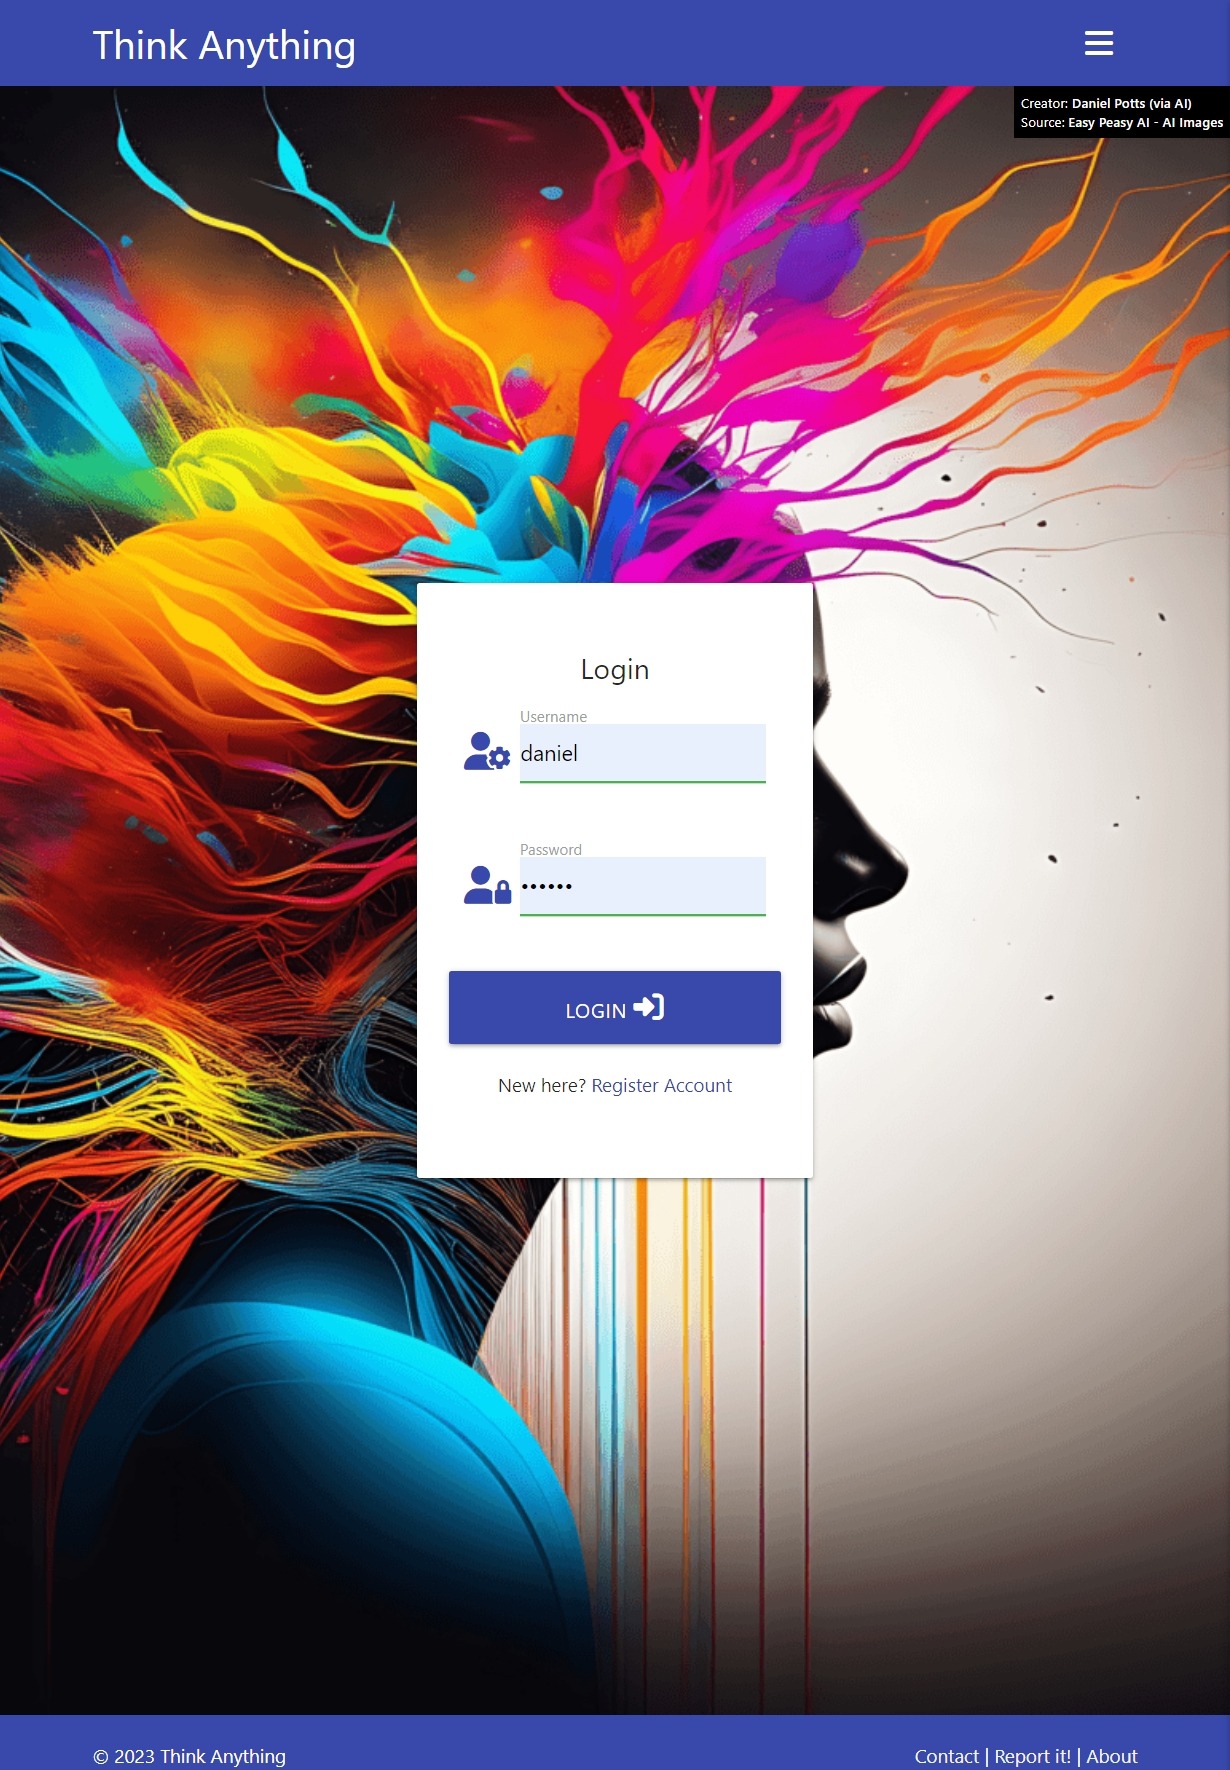 Think Anything
Creator: Daniel Potts (via AI)
Source: Easy Peasy AI - AI Images
Login
Username
daniel
Password
••••••
LOGIN
New here? Register Account
© 2023 Think Anything
Contact | Report it! | About